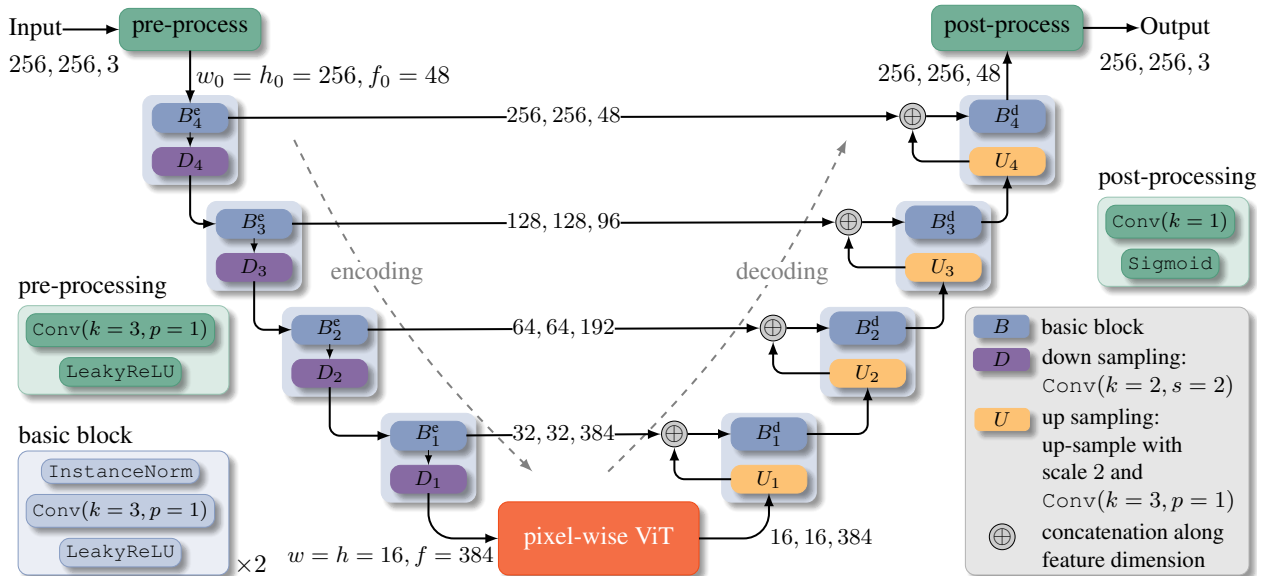 Input
pre-process
post-process
Output
256, 256, 3
w₀ = h₀ = 256, f₀ = 48
256, 256, 48
256, 256, 3
B₄ᵉ
256, 256, 48
B₄ᵈ
D₄
U₄
post-processing
B₃ᵉ
128, 128, 96
B₃ᵈ
Conv(k = 1)
D₃
encoding
decoding
U₃
Sigmoid
pre-processing
Conv(k = 3, p = 1)
LeakyReLU
B₂ᵉ
64, 64, 192
B₂ᵈ
D₂
U₂
B basic block
D down sampling:
Conv(k = 2, s = 2)
U up sampling:
up-sample with
scale 2 and
Conv(k = 3, p = 1)
⊕ concatenation along
feature dimension
basic block
InstanceNorm
Conv(k = 3, p = 1)
LeakyReLU
×2
B₁ᵉ
32, 32, 384
B₁ᵈ
D₁
U₁
pixel-wise ViT
w = h = 16, f = 384
16, 16, 384